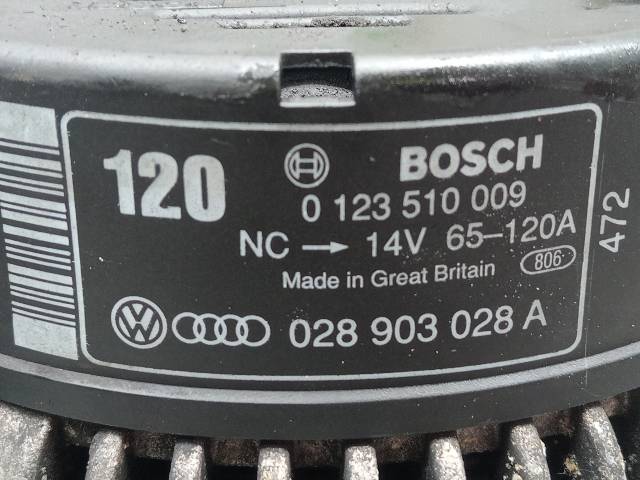 120
BOSCH
0 123 510 009
NC → 14V 65–120A
Made in Great Britain 806
028 903 028 A
472